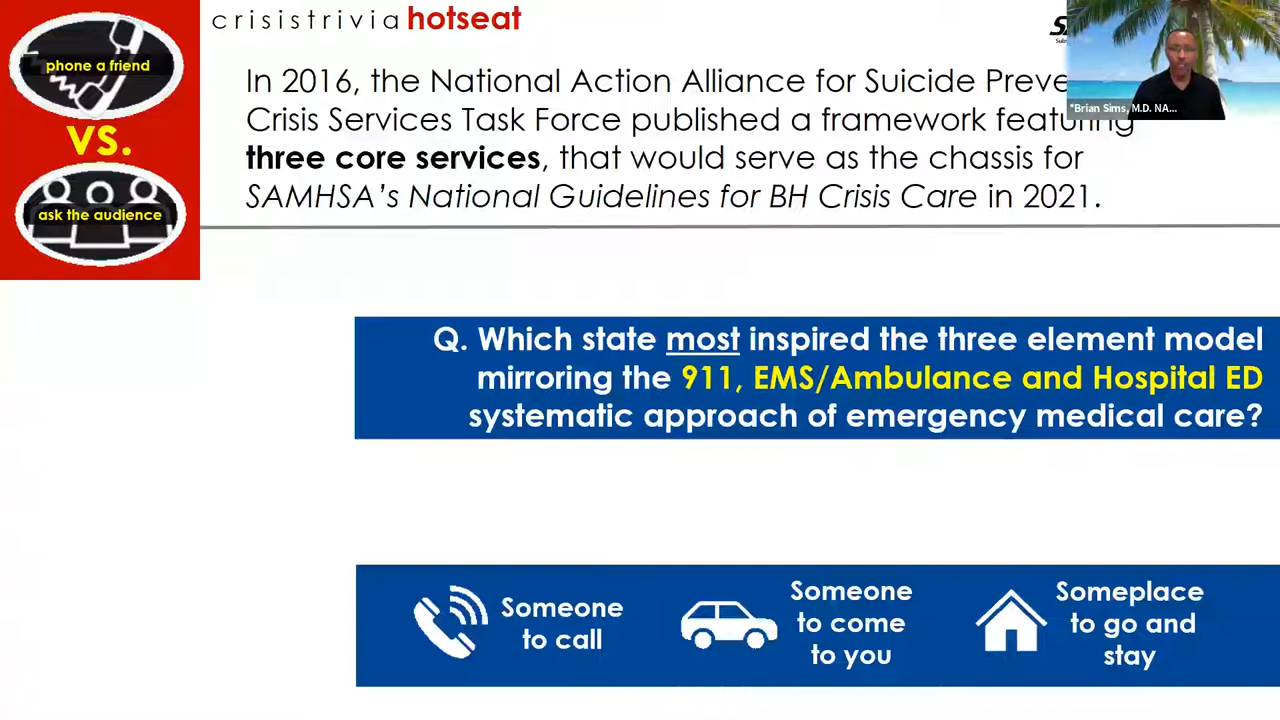 crisistrivia hotseat
phone a friend
VS.
ask the audience
In 2016, the National Action Alliance for Suicide
Crisis Services Task Force published a framework featuring
three core services, that would serve as the chassis for
SAMHSA's National Guidelines for BH Crisis Care in 2021.
*Brian Sims, M.D. NA...
Q. Which state most inspired the three element model
mirroring the 911, EMS/Ambulance and Hospital ED
systematic approach of emergency medical care?
Someone
to call
Someone
to come
to you
Someplace
to go and
stay